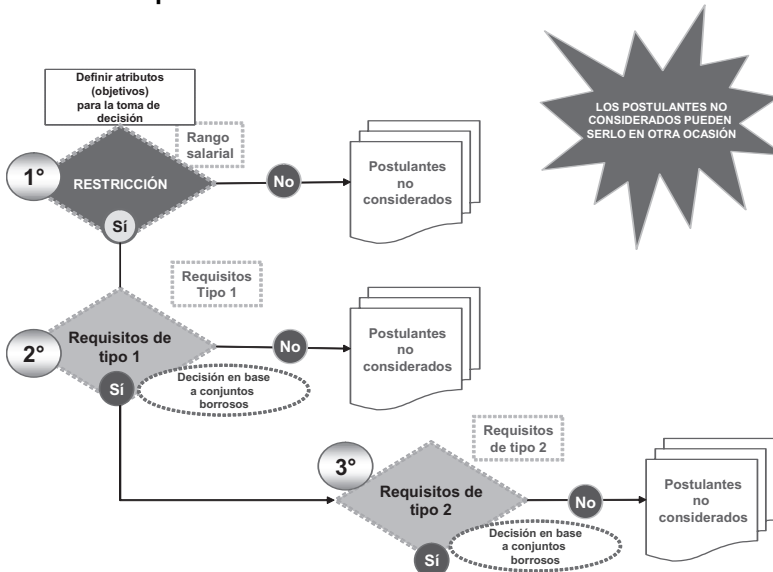 Definir atributos
(objetivos)
para la toma de
decisión
LOS POSTULANTES NO
CONSIDERADOS PUEDEN
SERLO EN OTRA OCASIÓN
Rango
salarial
1°
RESTRICCIÓN
No
Postulantes
no
considerados
Sí
Requisitos
Tipo 1
2°
Requisitos de
tipo 1
No
Postulantes
no
considerados
Sí
Decisión en base
a conjuntos
borrosos
Requisitos
de tipo 2
3°
Requisitos de
tipo 2
No
Postulantes
no
considerados
Sí
Decisión en base
a conjuntos
borrosos